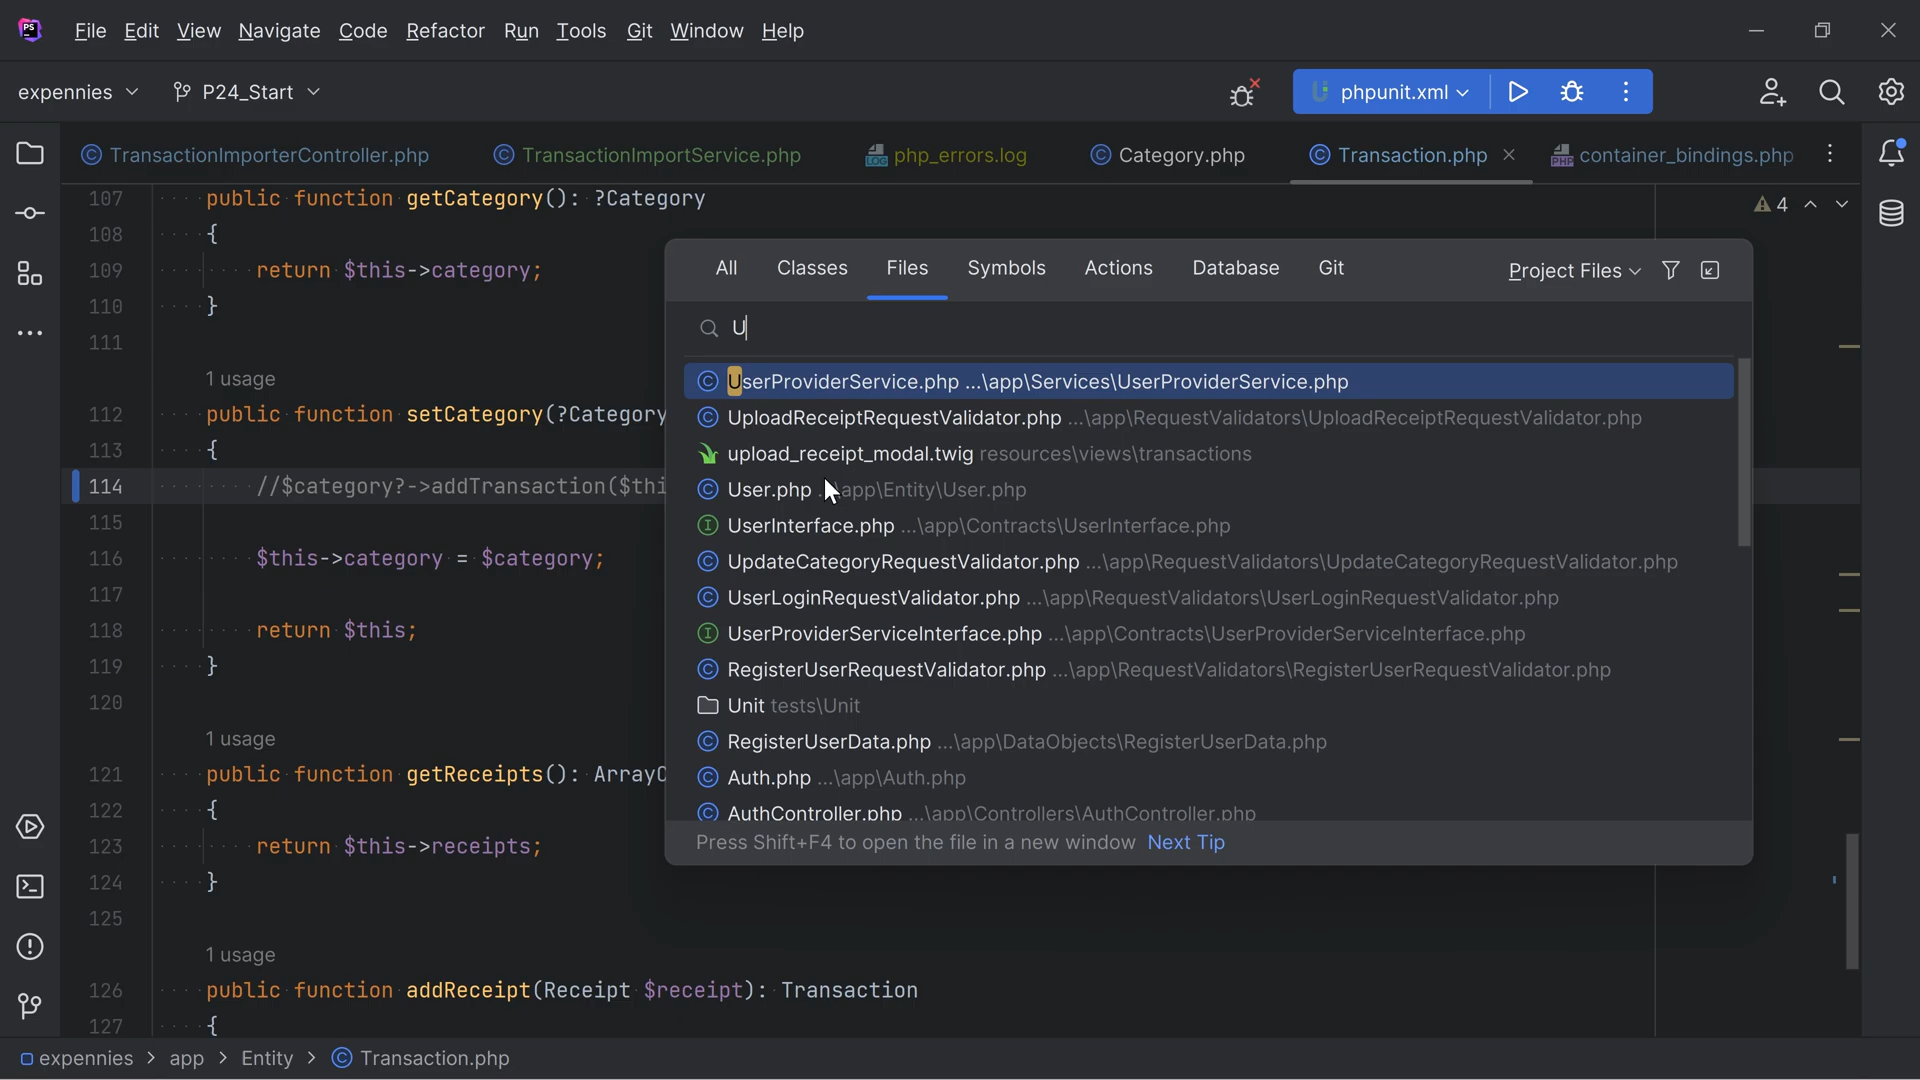 PS File Edit View Navigate Code Refactor Run Tools Git Window Help
expennies P24_Start phpunit.xml
TransactionImporterController.php TransactionImportService.php php_errors.log Category.php Transaction.php container_bindings.php
107 public function getCategory(): ?Category
108 {
4
109 return $this->category;
110 }
111
1 usage
112 public function setCategory(?Category
113 {
114 //$category?->addTransaction($thi
115
116 $this->category = $category;
117
118 return $this;
119 }
120
1 usage
121 public function getReceipts(): ArrayC
122 {
123 return $this->receipts;
124 }
125
1 usage
126 public function addReceipt(Receipt $receipt): Transaction
127 {
All Classes Files Symbols Actions Database Git Project Files
U
UserProviderService.php ...\app\Services\UserProviderService.php
UploadReceiptRequestValidator.php ...\app\RequestValidators\UploadReceiptRequestValidator.php
upload_receipt_modal.twig resources\views\transactions
User.php ...\app\Entity\User.php
UserInterface.php ...\app\Contracts\UserInterface.php
UpdateCategoryRequestValidator.php ...\app\RequestValidators\UpdateCategoryRequestValidator.php
UserLoginRequestValidator.php ...\app\RequestValidators\UserLoginRequestValidator.php
UserProviderServiceInterface.php ...\app\Contracts\UserProviderServiceInterface.php
RegisterUserRequestValidator.php ...\app\RequestValidators\RegisterUserRequestValidator.php
Unit tests\Unit
RegisterUserData.php ...\app\DataObjects\RegisterUserData.php
Auth.php ...\app\Auth.php
AuthController.php ...\app\Controllers\AuthController.php
Press Shift+F4 to open the file in a new window Next Tip
expennies > app > Entity > Transaction.php